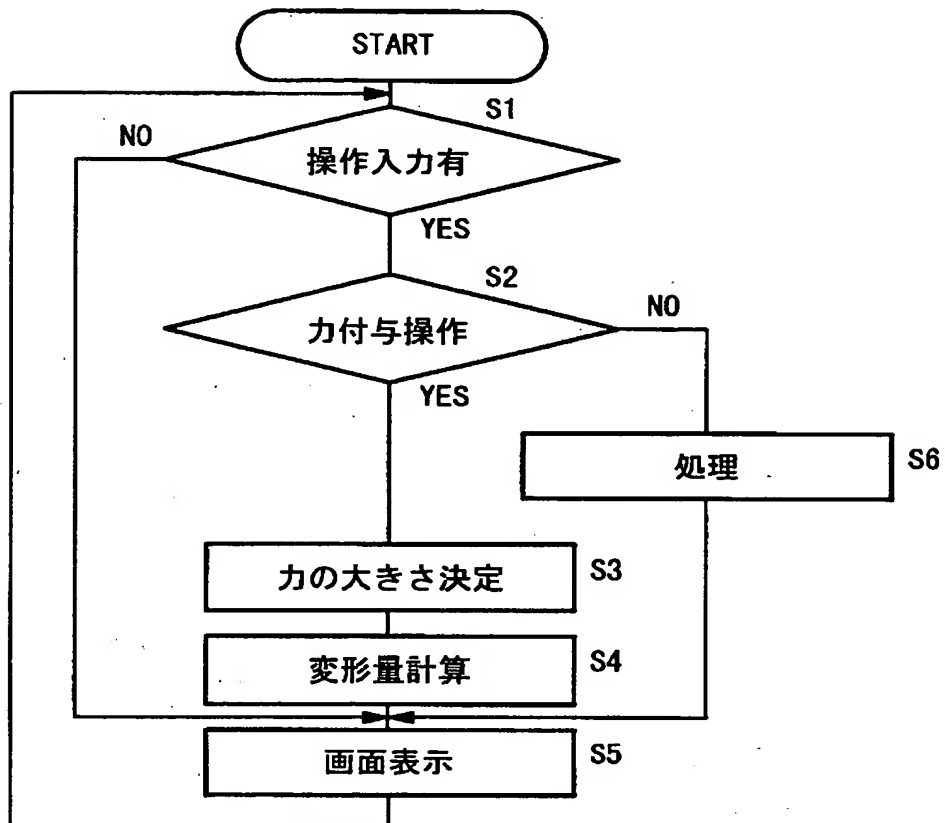 START
S1
NO
操作入力有
YES
S2
NO
力付与操作
YES
処理
S6
力の大きさ決定
S3
変形量計算
S4
画面表示
S5